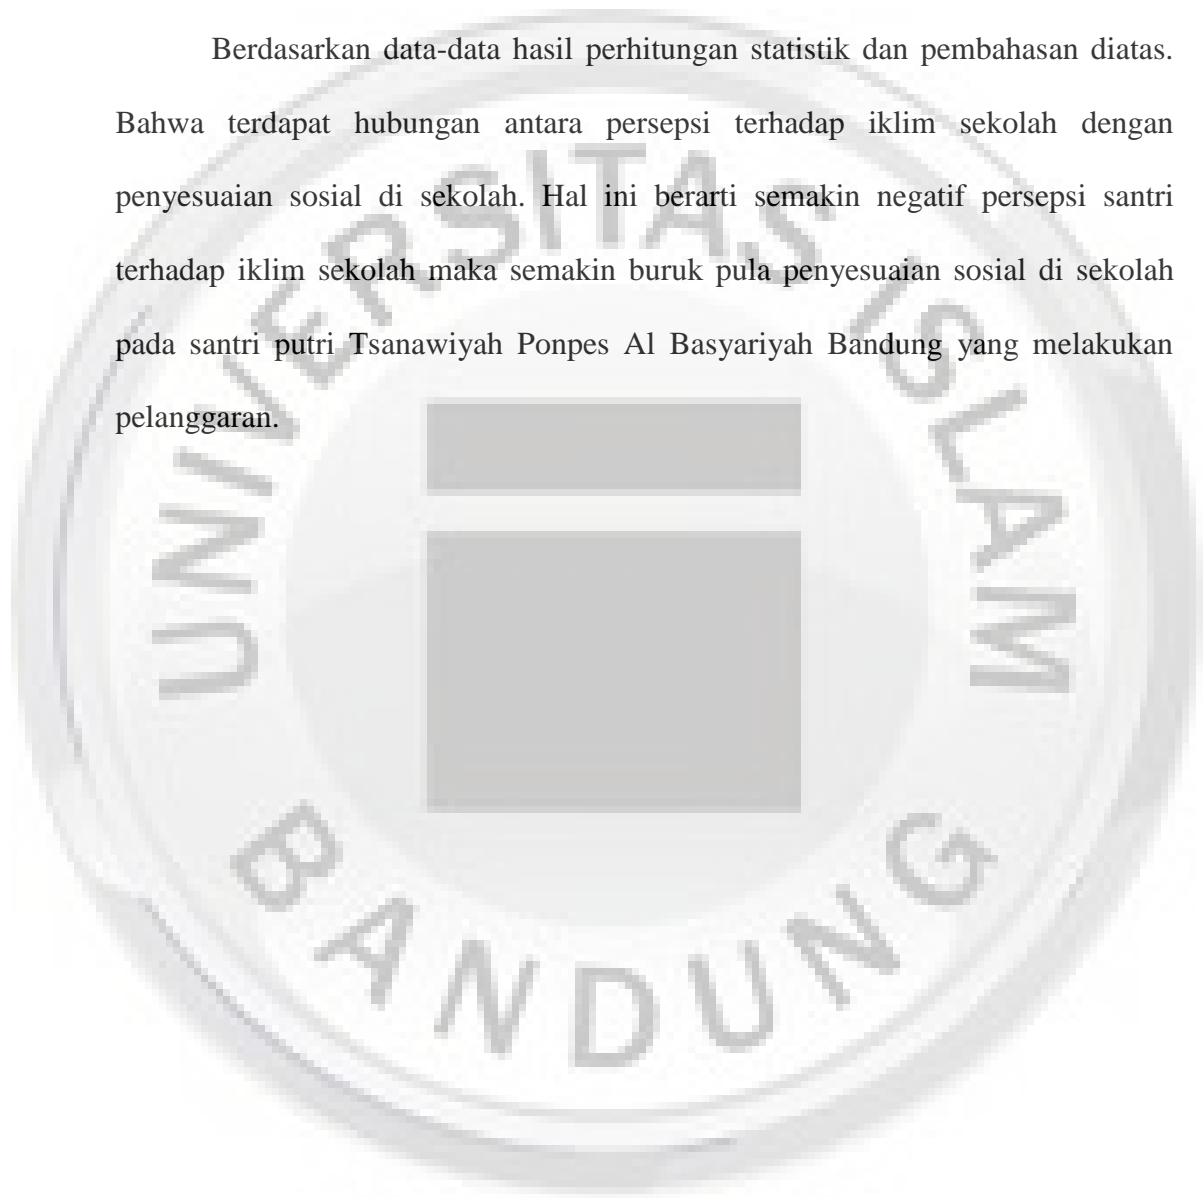 Berdasarkan data-data hasil perhitungan statistik dan pembahasan diatas.
Bahwa terdapat hubungan antara persepsi terhadap iklim sekolah dengan
penyesuaian sosial di sekolah. Hal ini berarti semakin negatif persepsi santri
terhadap iklim sekolah maka semakin buruk pula penyesuaian sosial di sekolah
pada santri putri Tsanawiyah Ponpes Al Basyariyah Bandung yang melakukan
pelanggaran.
UNIVERSITAS ISLAM
BANDUNG